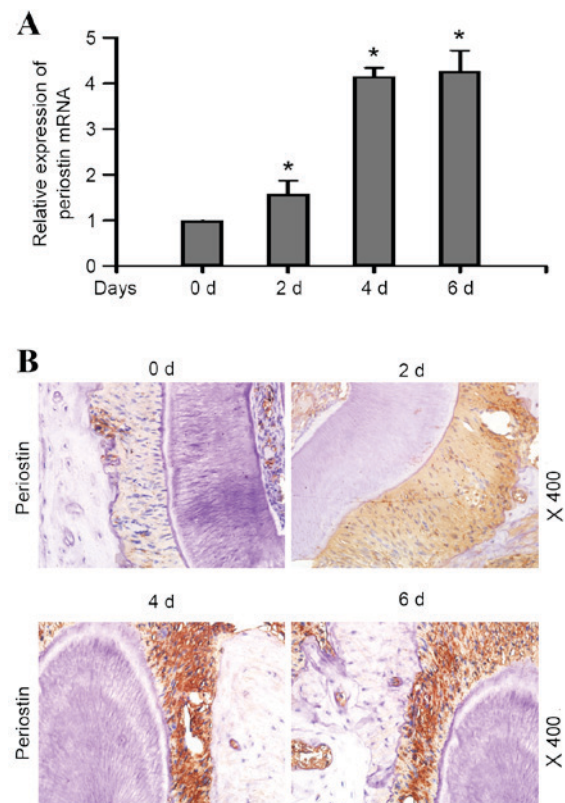 A
Relative expression of
periostin mRNA
5
4
3
2
1
0
*
*
*
Days
0 d
2 d
4 d
6 d
B
0 d
2 d
Periostin
X 400
4 d
6 d
Periostin
X 400